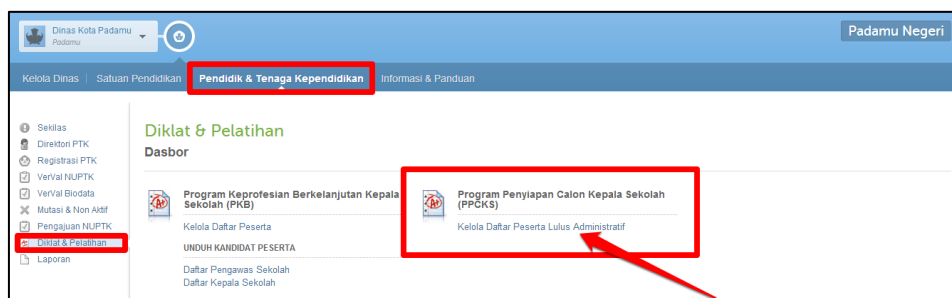 Dinas Kota Padamu
Padamu
Padamu Negeri
Kelola Dinas | Satuan Pendidikan Pendidik & Tenaga Kependidikan Informasi & Panduan
Sekilas
Direktori PTK
Registrasi PTK
VerVal NUPTK
VerVal Biodata
Mutasi & Non Aktif
Pengajuan NUPTK
Diklat & Pelatihan
Laporan
Diklat & Pelatihan
Dasbor
Program Keprofesian Berkelanjutan Kepala
Sekolah (PKB)
Kelola Daftar Peserta
UNDUH KANDIDAT PESERTA
Daftar Pengawas Sekolah
Daftar Kepala Sekolah
Program Penyiapan Calon Kepala Sekolah
(PPCKS)
Kelola Daftar Peserta Lulus Administratif